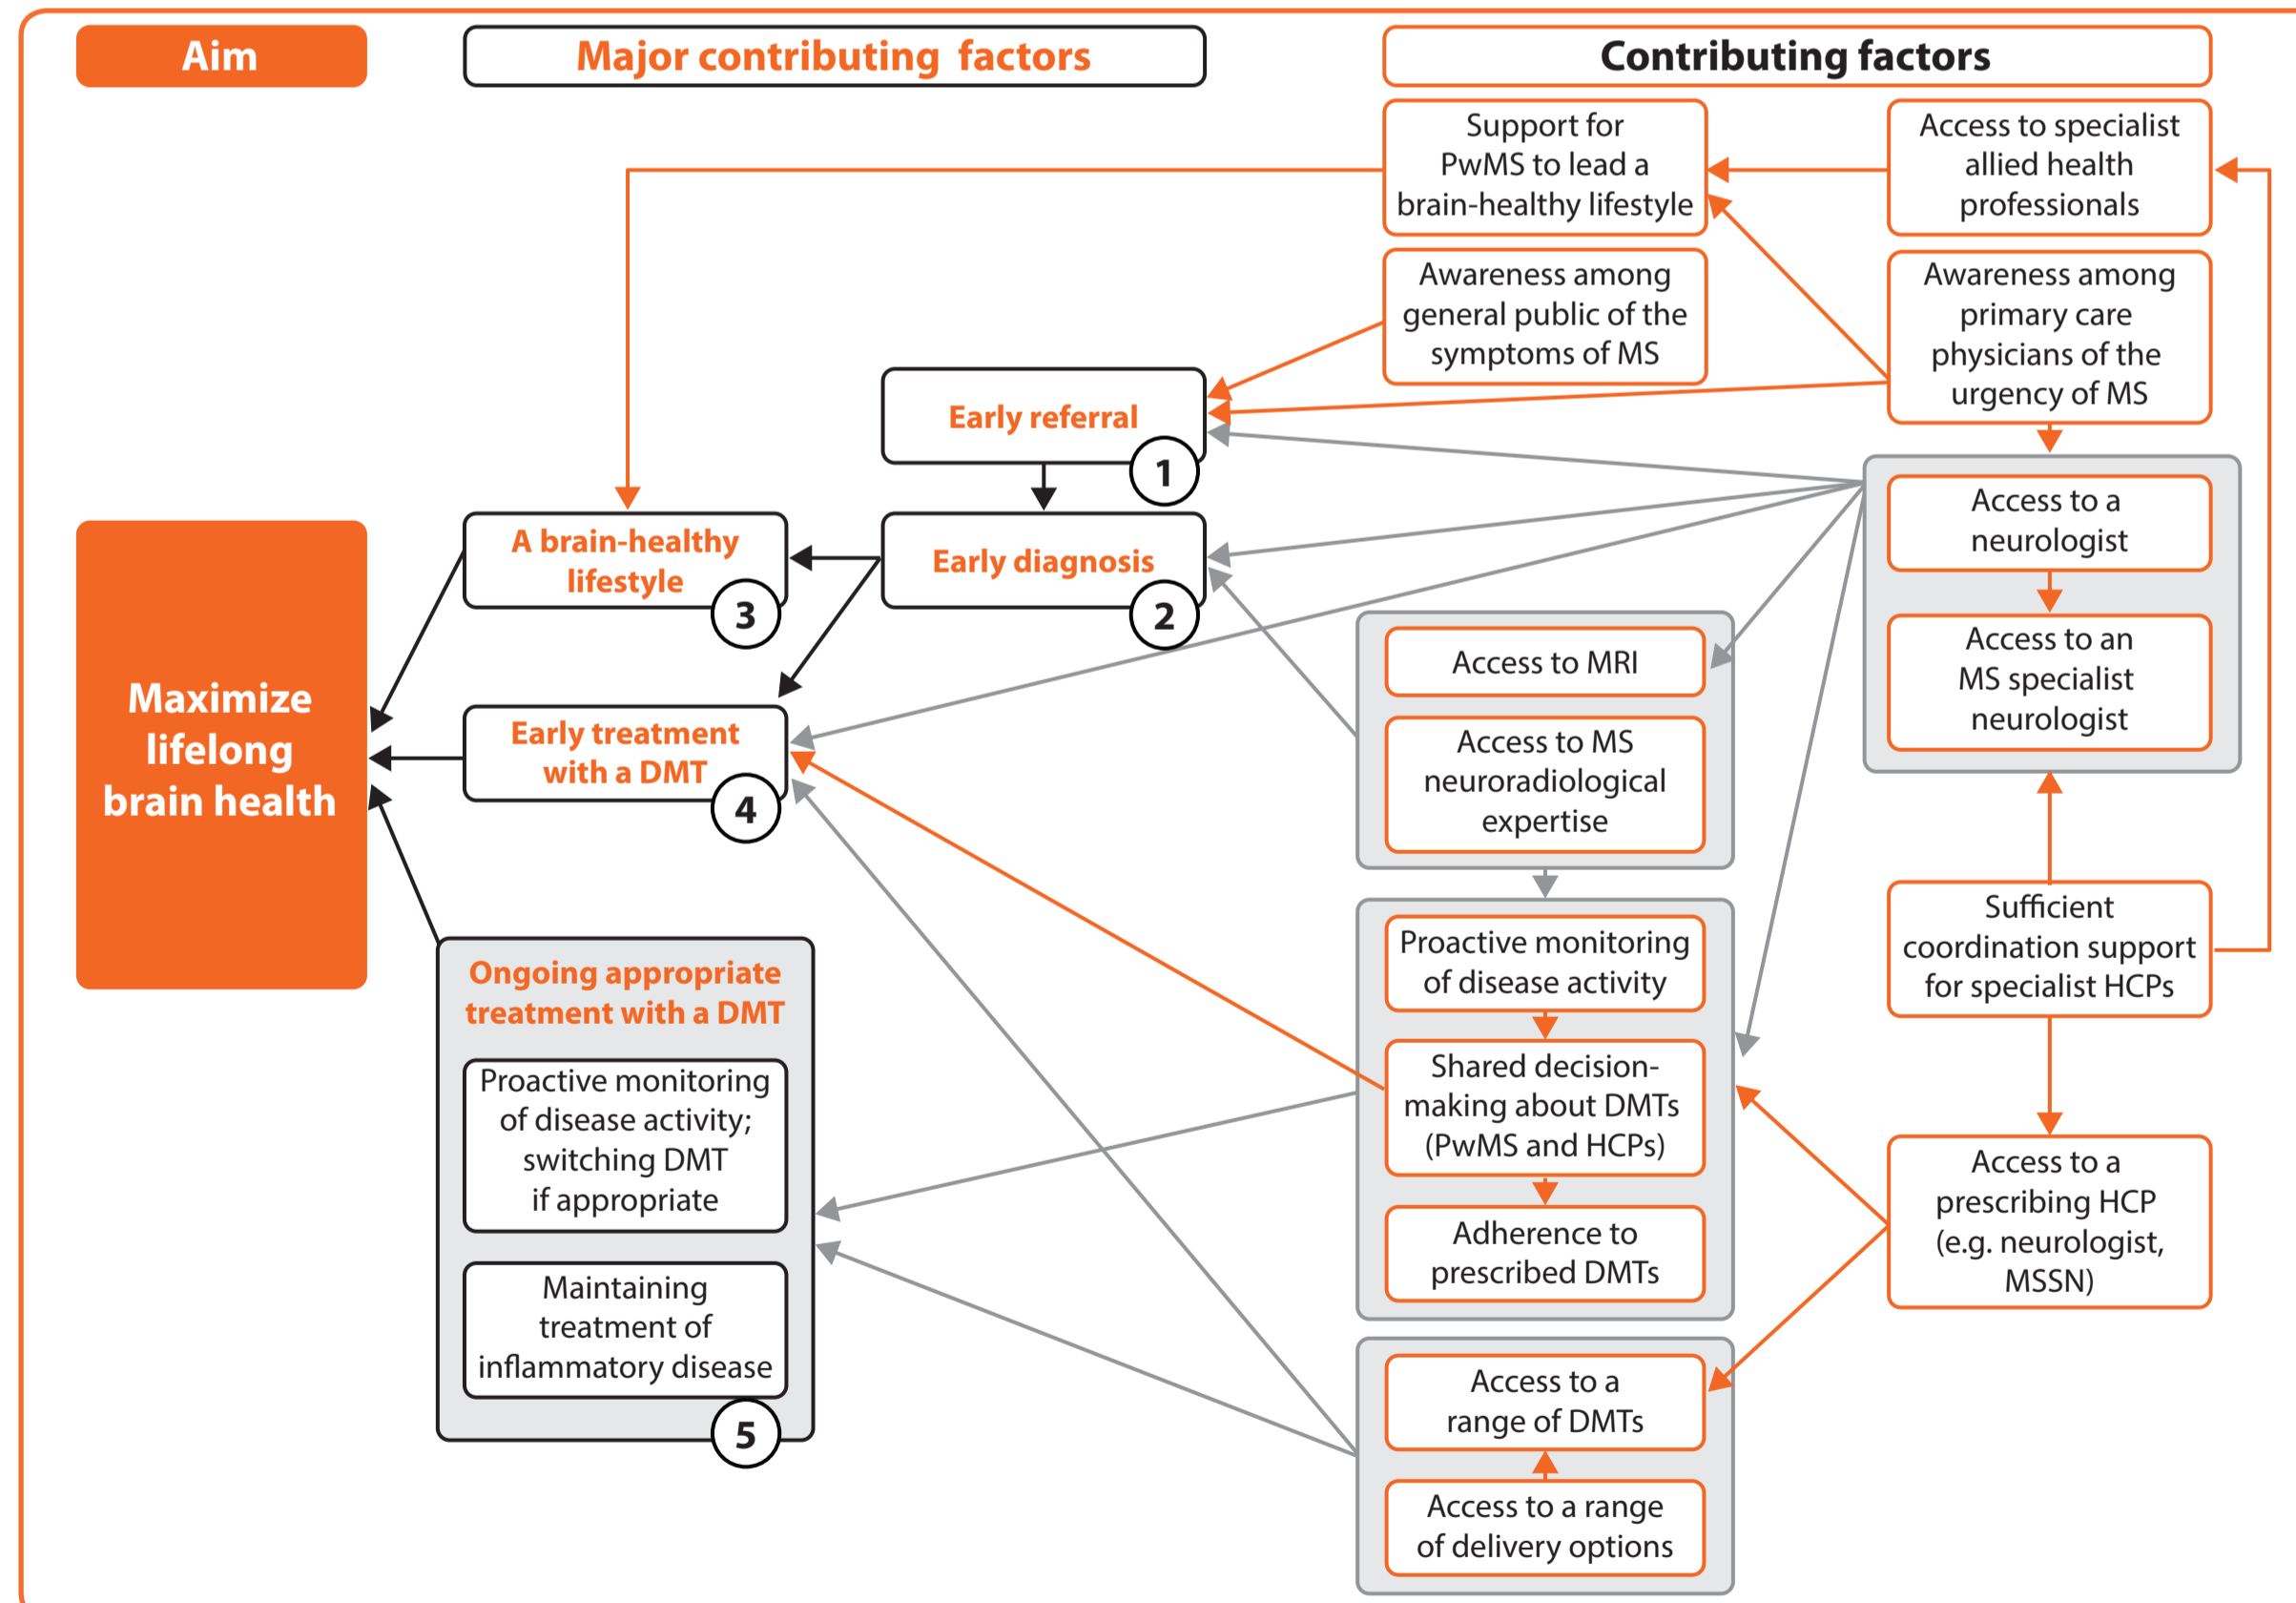 Aim
Major contributing factors
Contributing factors
Support for
PwMS to lead a
brain-healthy lifestyle
Access to specialist
allied health
professionals
Awareness among
general public of the
symptoms of MS
Awareness among
primary care
physicians of the
urgency of MS
Early referral
1
Access to a
neurologist
A brain-healthy
lifestyle
3
Early diagnosis
2
Access to an
MS specialist
neurologist
Access to MRI
Maximize
lifelong
brain health
Early treatment
with a DMT
4
Access to MS
neuroradiological
expertise
Sufficient
coordination support
for specialist HCPs
Ongoing appropriate
treatment with a DMT
Proactive monitoring
of disease activity;
switching DMT
if appropriate
Maintaining
treatment of
inflammatory disease
5
Proactive monitoring
of disease activity
Shared decision-
making about DMTs
(PwMS and HCPs)
Adherence to
prescribed DMTs
Access to a
prescribing HCP
(e.g. neurologist,
MSSN)
Access to a
range of DMTs
Access to a range
of delivery options